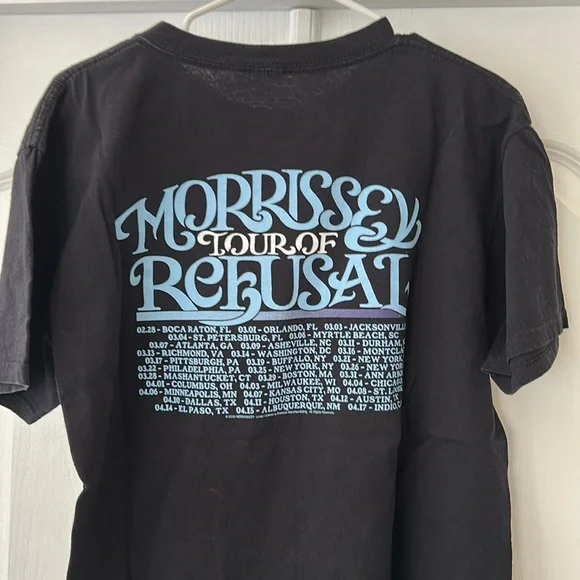 MORRISSEY
TOUR OF
REFUSAL
02.28 - BOCA RATON, FL 03.01 - ORLANDO, FL 03.03 - JACKSONVILLE
03.04 - ST. PETERSBURG, FL 03.06 - MYRTLE BEACH, SC
03.07 - ATLANTA, GA 03.09 - ASHEVILLE, NC 03.11 - DURHAM,
03.13 - RICHMOND, VA 03.14 - WASHINGTON, DC 03.16 - MONTCL
03.17 - PITTSBURGH, PA 03.19 - BUFFALO, NY 03.21 - NEW
03.22 - PHILADELPHIA, PA 03.25 - NEW YORK, NY 03.26 - NEW
03.28 - MASHANTUCKET, CT 03.29 - BOSTON, MA 03.31 - ANN ARBO
04.01 - COLUMBUS, OH 04.03 - MILWAUKEE, WI 04.04 - CHICAGO
04.06 - MINNEAPOLIS, MN 04.07 - KANSAS CITY, MO 04.08 - ST.
04.10 - DALLAS, TX 04.11 - HOUSTON, TX 04.12 - AUSTIN, TX
04.14 - EL PASO, TX 04.15 - ALBUQUERQUE, NM 04.17 - INDIO,